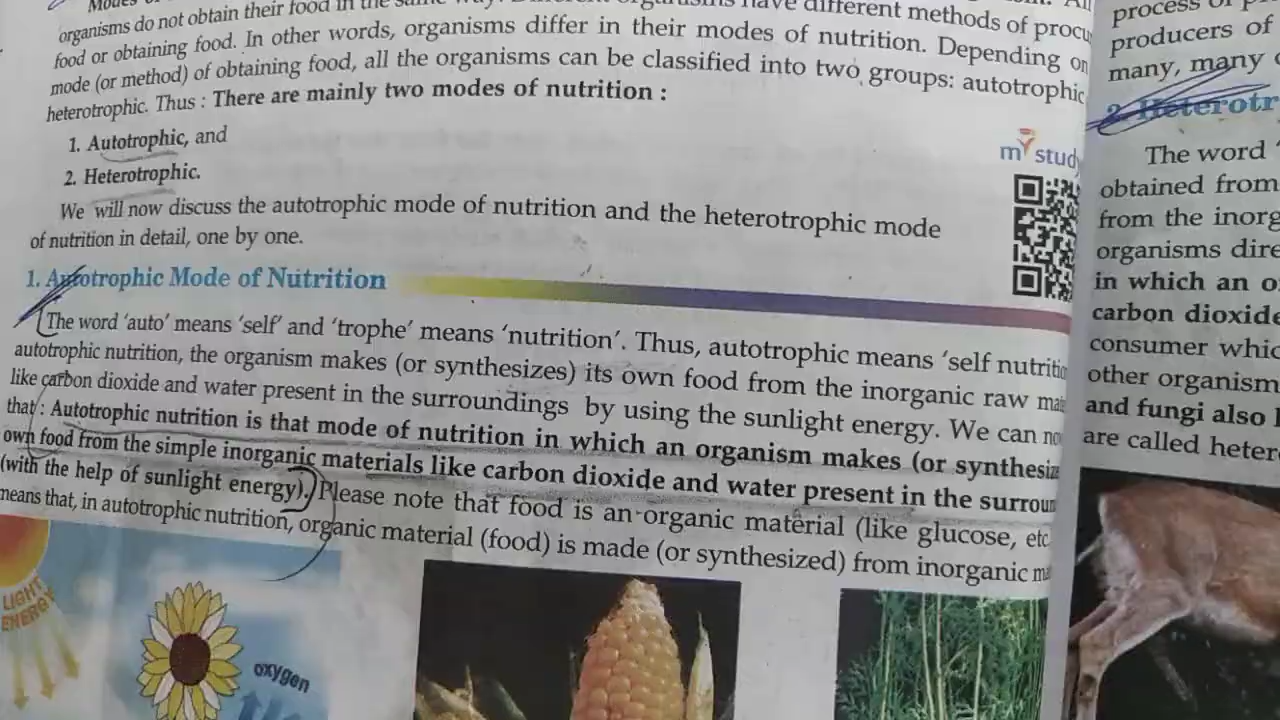 Modes
organisms do not obtain their food in the same way. Different organisms have different methods of procu
food or obtaining food. In other words, organisms differ in their modes of nutrition. Depending on
mode (or method) of obtaining food, all the organisms can be classified into two groups: autotrophic
heterotrophic. Thus : There are mainly two modes of nutrition :
1. Autotrophic, and
2. Heterotrophic.
We will now discuss the autotrophic mode of nutrition and the heterotrophic mode
of nutrition in detail, one by one.
my study
1. Autotrophic Mode of Nutrition
The word 'auto' means 'self' and 'trophe' means 'nutrition'. Thus, autotrophic means 'self nutritio
autotrophic nutrition, the organism makes (or synthesizes) its own food from the inorganic raw ma
like carbon dioxide and water present in the surroundings by using the sunlight energy. We can no
that : Autotrophic nutrition is that mode of nutrition in which an organism makes (or synthesiz
own food from the simple inorganic materials like carbon dioxide and water present in the surroun
(with the help of sunlight energy). Please note that food is an organic material (like glucose, etc
means that, in autotrophic nutrition, organic material (food) is made (or synthesized) from inorganic ma
LIGHT
ENERGY
oxygen
process of
producers of
many, many
2. Heterotr
The word
obtained from
from the inorg
organisms dire
in which an o
carbon dioxide
consumer whic
other organism
and fungi also
are called heter